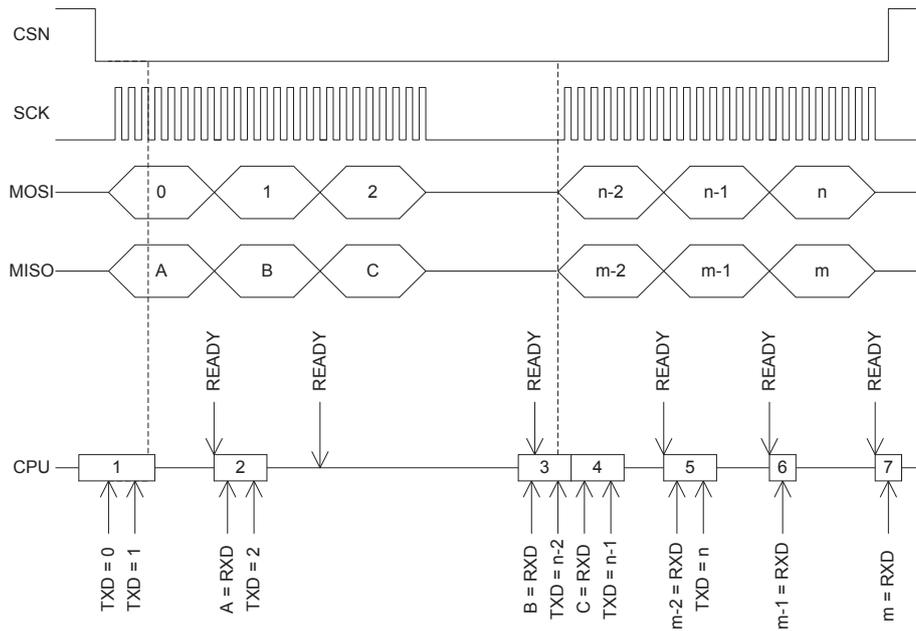 CSN
SCK
MOSI
0
1
2
n-2
n-1
n
MISO
A
B
C
m-2
m-1
m
READY
READY
READY
READY
READY
READY
CPU
1
2
3
4
5
6
7
TXD = 0
TXD = 1
A = RXD
TXD = 2
B = RXD
TXD = n-2
C = RXD
TXD = n-1
m-2 = RXD
TXD = n
m-1 = RXD
m = RXD